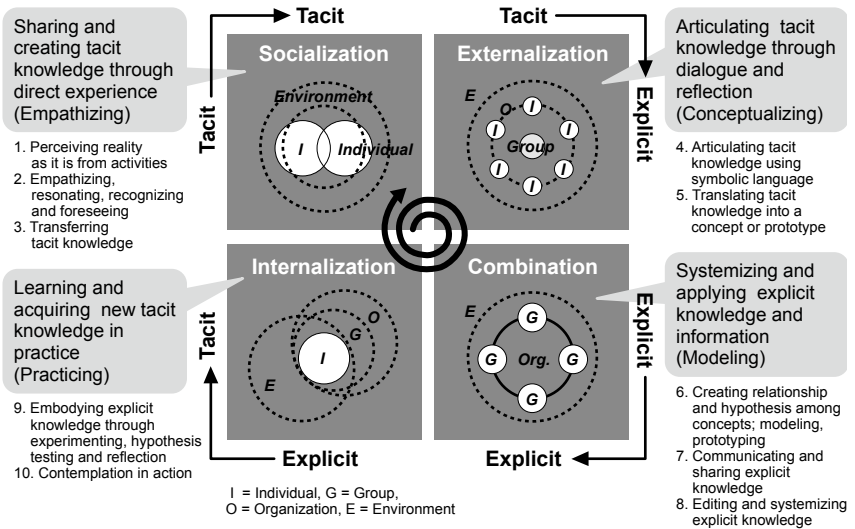 Sharing and
creating tacit
knowledge through
direct experience
(Empathizing)
1. Perceiving reality
as it is from activities
2. Empathizing,
resonating, recognizing
and foreseeing
3. Transferring
tacit knowledge
Tacit
Tacit
Socialization
Environment
I
Individual
Tacit
Explicit
Externalization
E
O
I
I
I
Group
I
I
I
Articulating tacit
knowledge through
dialogue and
reflection
(Conceptualizing)
4. Articulating tacit
knowledge using
symbolic language
5. Translating tacit
knowledge into a
concept or prototype
Learning and
acquiring new tacit
knowledge in
practice
(Practicing)
9. Embodying explicit
knowledge through
experimenting, hypothesis
testing and reflection
10. Contemplation in action
Tacit
Internalization
O
G
I
E
Explicit
Combination
E
G
G
Org.
G
G
Explicit
Explicit
Systemizing and
applying explicit
knowledge and
information
(Modeling)
6. Creating relationship
and hypothesis among
concepts; modeling,
prototyping
7. Communicating and
sharing explicit
knowledge
8. Editing and systemizing
explicit knowledge
I = Individual, G = Group,
O = Organization, E = Environment